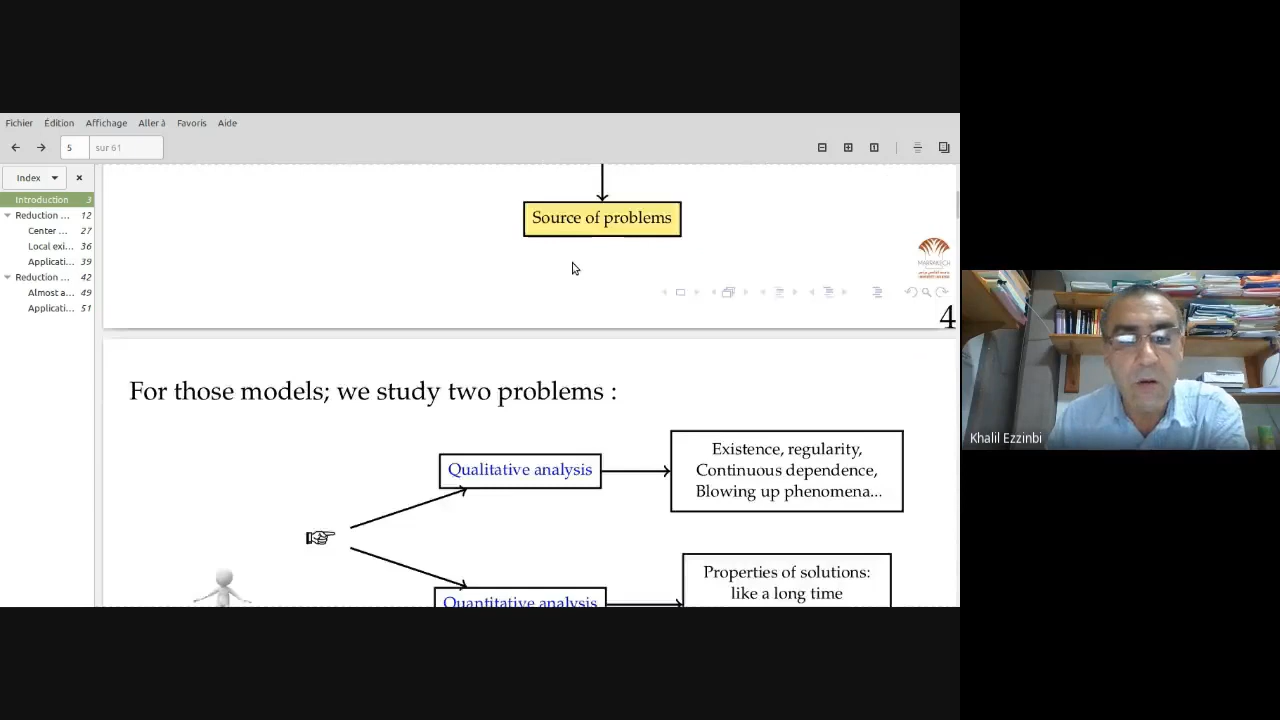 Fichier Édition Affichage Aller à Favoris Aide
5 sur 61
Index
Introduction 3
Reduction ... 12
Center ... 27
Local exi... 36
Applicati... 39
Reduction ... 42
Almost a... 49
Applicati... 51
Source of problems
MARRAKECH
4
For those models; we study two problems :
Qualitative analysis
Existence, regularity,
Continuous dependence,
Blowing up phenomena...
Quantitative analysis
Properties of solutions:
like a long time
Khalil Ezzinbi